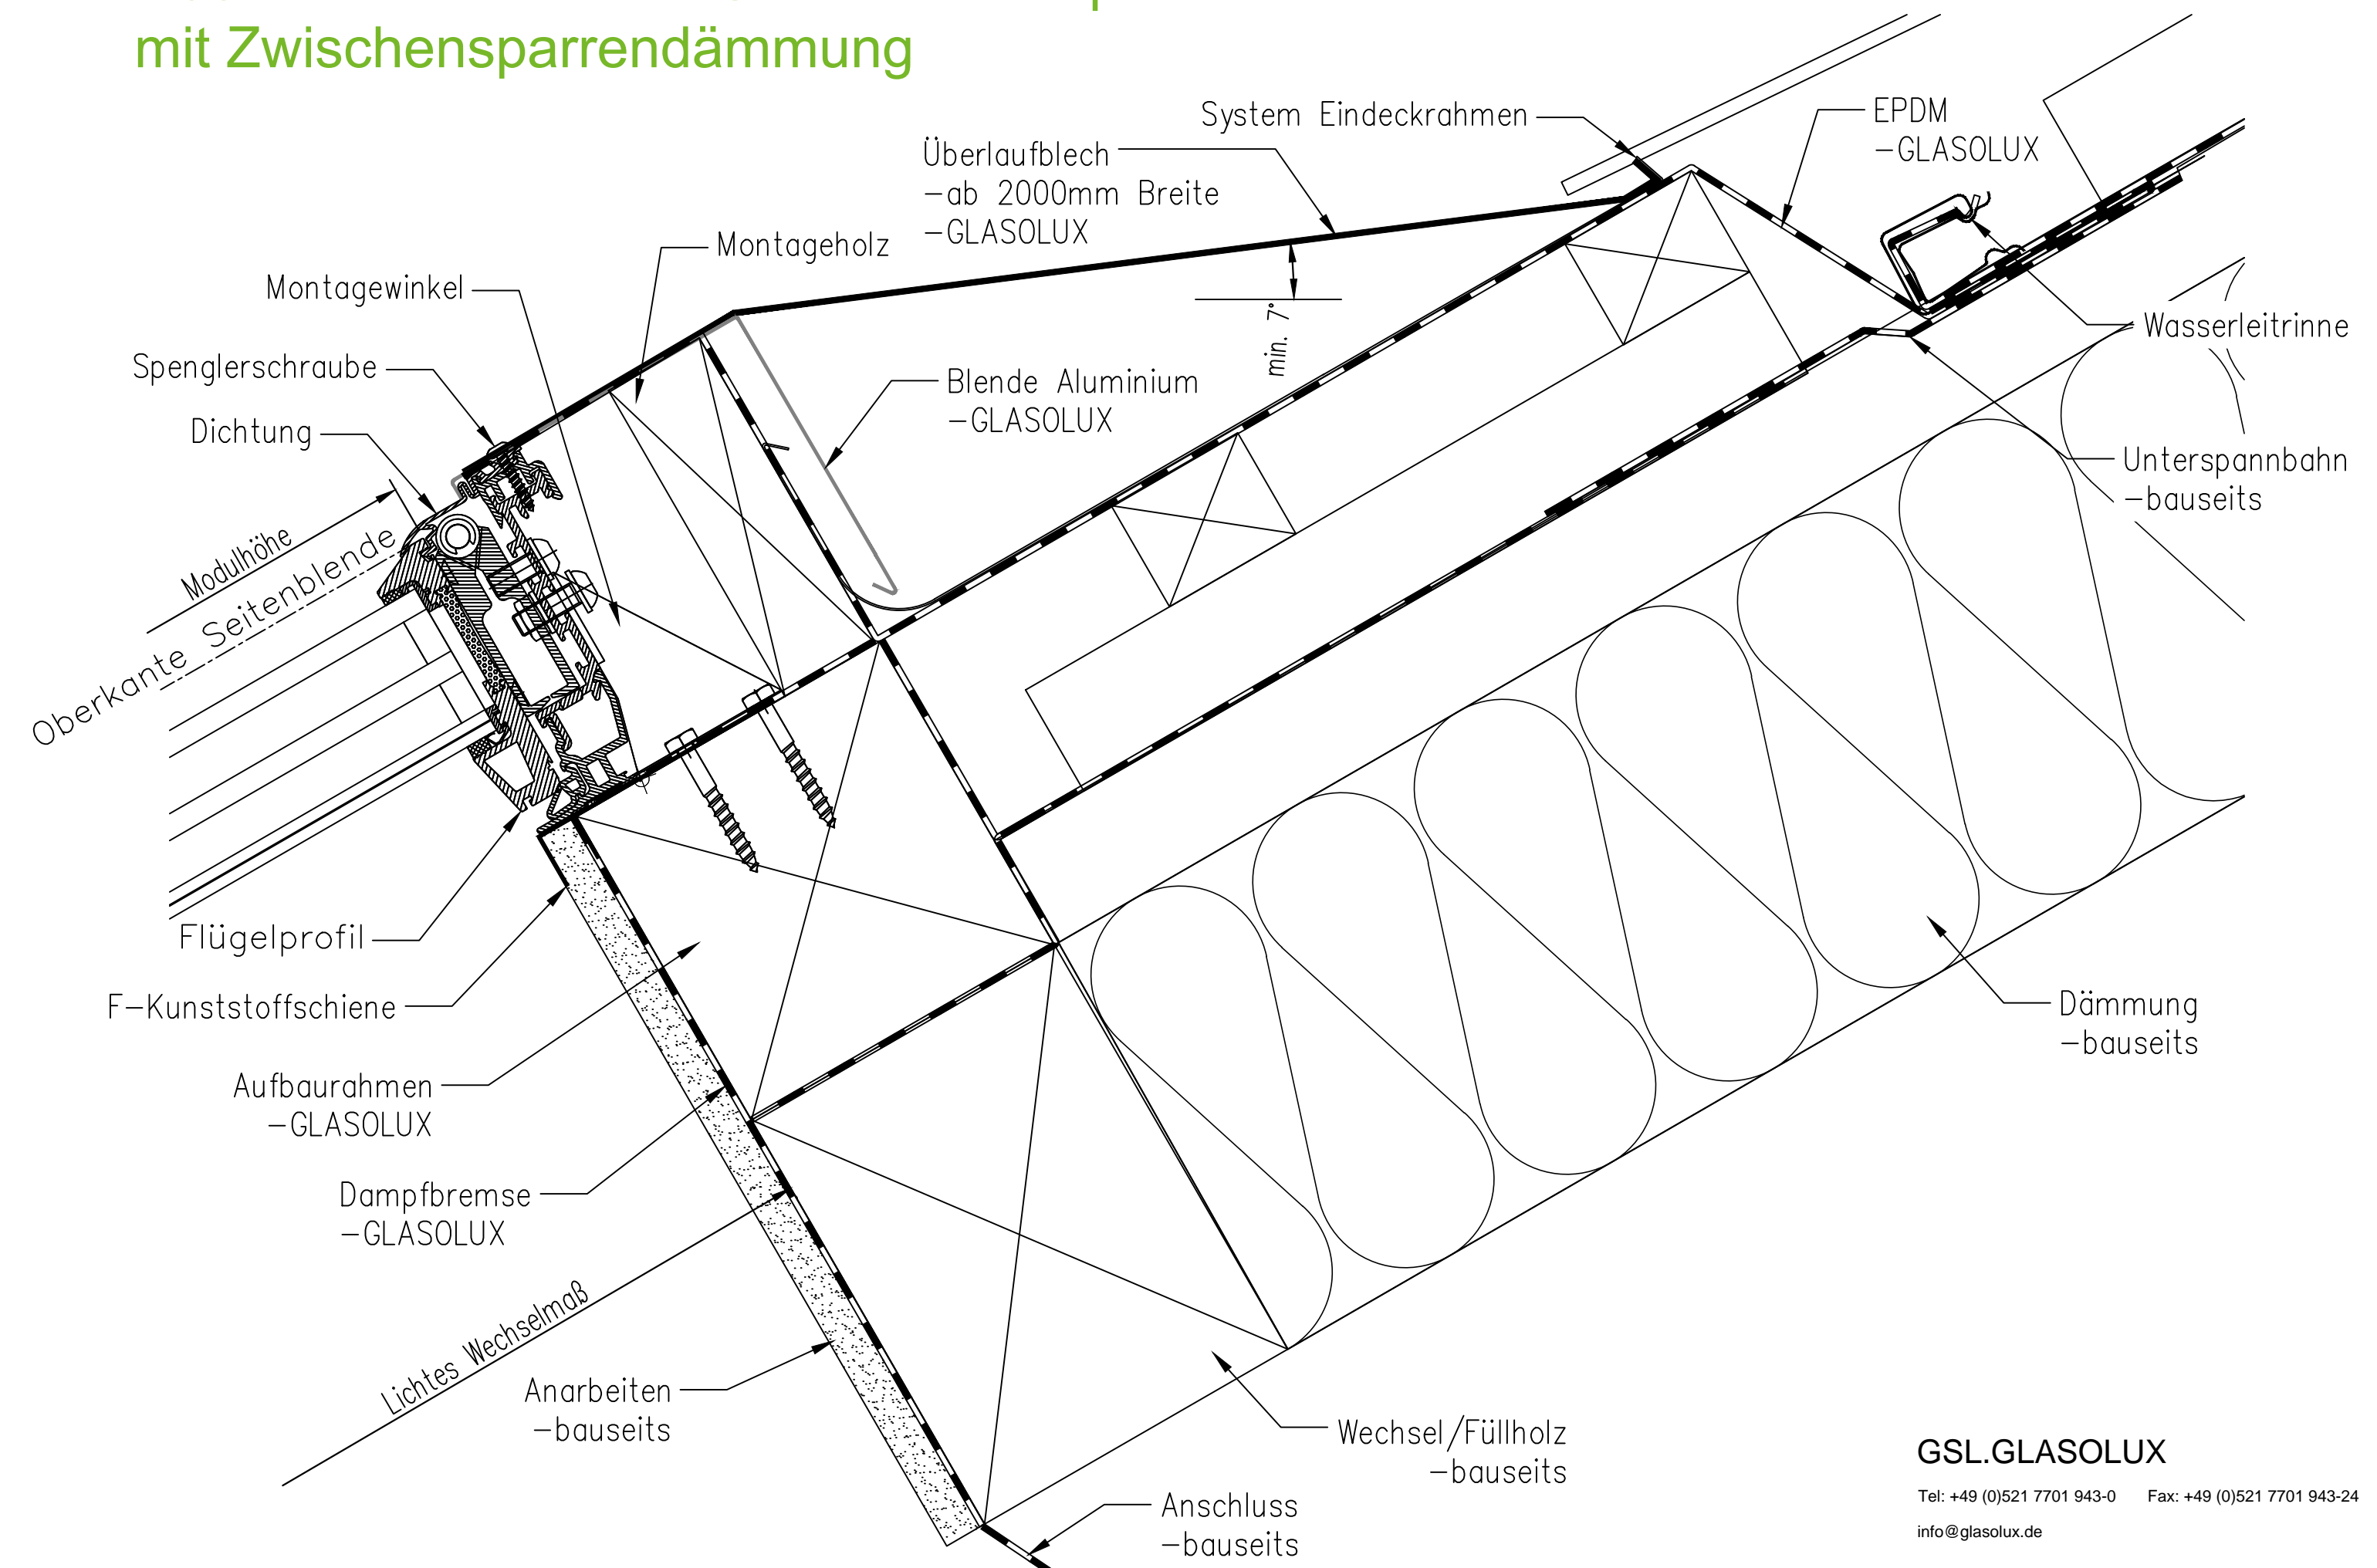 mit Zwischensparrendämmung
System Eindeckrahmen
EPDM
-GLASOLUX
Überlaufblech
-ab 2000mm Breite
-GLASOLUX
Montageholz
Montagewinkel
Spenglerschraube
Dichtung
Modulhöhe
Oberkante Seitenblende
Blende Aluminium
-GLASOLUX
min. 7°
Wasserleitrinne
Unterspannbahn
-bauseits
Flügelprofil
F-Kunststoffschiene
Aufbaurahmen
-GLASOLUX
Dampfbremse
-GLASOLUX
Lichtes Wechselmaß
Anarbeiten
-bauseits
Dämmung
-bauseits
Wechsel/Füllholz
-bauseits
Anschluss
-bauseits
GSL.GLASOLUX
Tel: +49 (0)521 7701 943-0 Fax: +49 (0)521 7701 943-24
info@glasolux.de